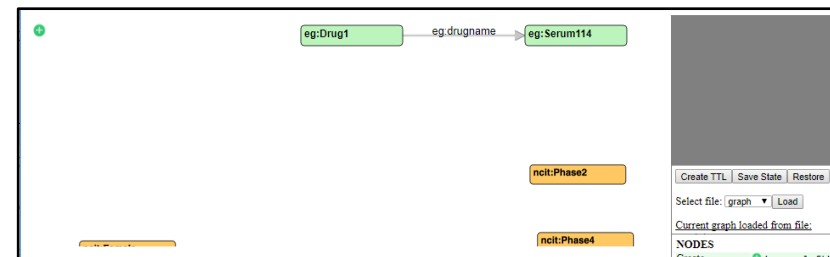 eg:Drug1 eg:drugname eg:Serum114
ncit:Phase2
Create TTL Save State Restore
Select file: graph Load
Current graph loaded from file:
ncit:Phase4
NODES
Create